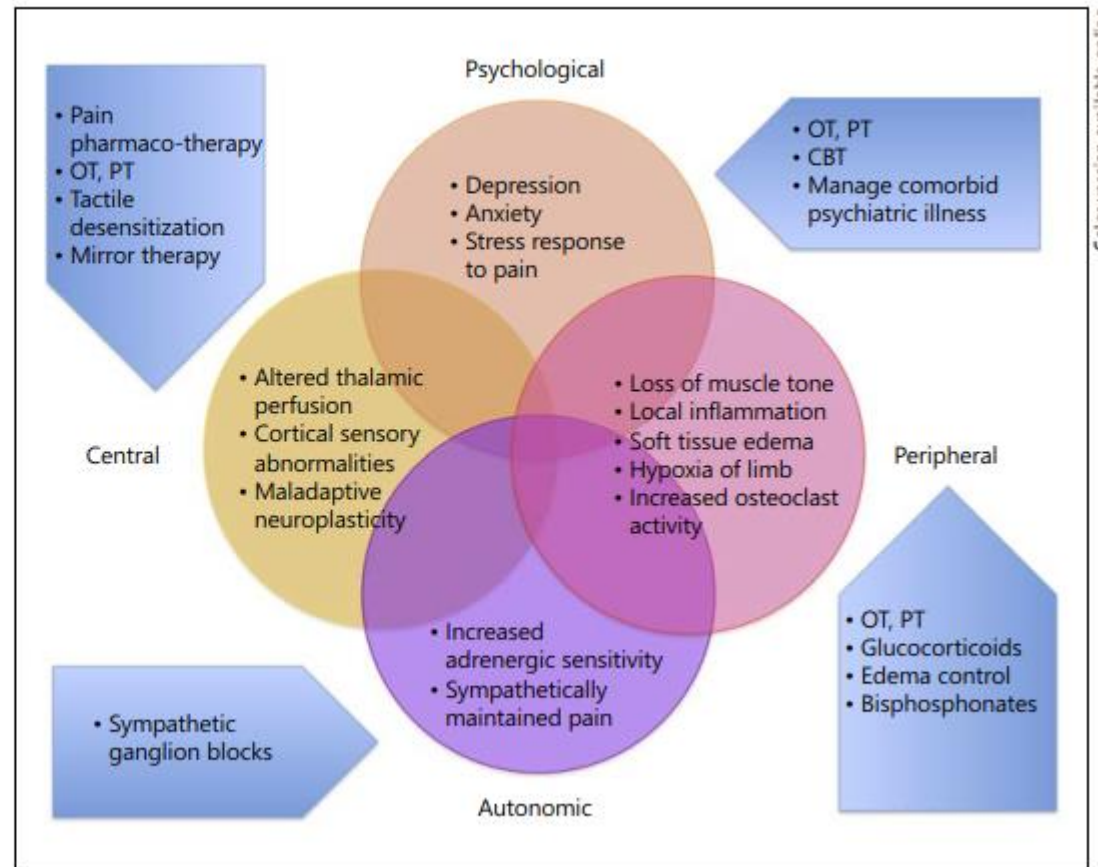 Psychological
• Pain
pharmaco-therapy
• OT, PT
• Tactile
desensitization
• Mirror therapy
• OT, PT
• CBT
• Manage comorbid
psychiatric illness
• Depression
• Anxiety
• Stress response
to pain
Central
• Altered thalamic
perfusion
• Cortical sensory
abnormalities
• Maladaptive
neuroplasticity
• Loss of muscle tone
• Local inflammation
• Soft tissue edema
• Hypoxia of limb
• Increased osteoclast
activity
Peripheral
• Increased
adrenergic sensitivity
• Sympathetically
maintained pain
• OT, PT
• Glucocorticoids
• Edema control
• Bisphosphonates
• Sympathetic
ganglion blocks
Autonomic